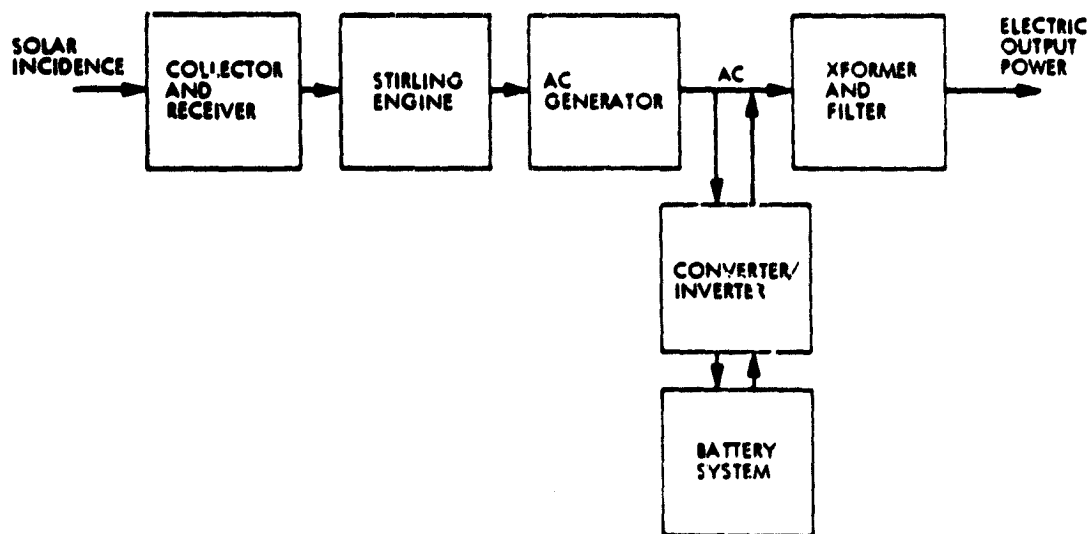 SOLAR
INCIDENCE
COLLECTOR
AND
RECEIVER
STIRLING
ENGINE
AC
GENERATOR
AC
XFORMER
AND
FILTER
ELECTRIC
OUTPUT
POWER
CONVERTER/
INVERTER
BATTERY
SYSTEM